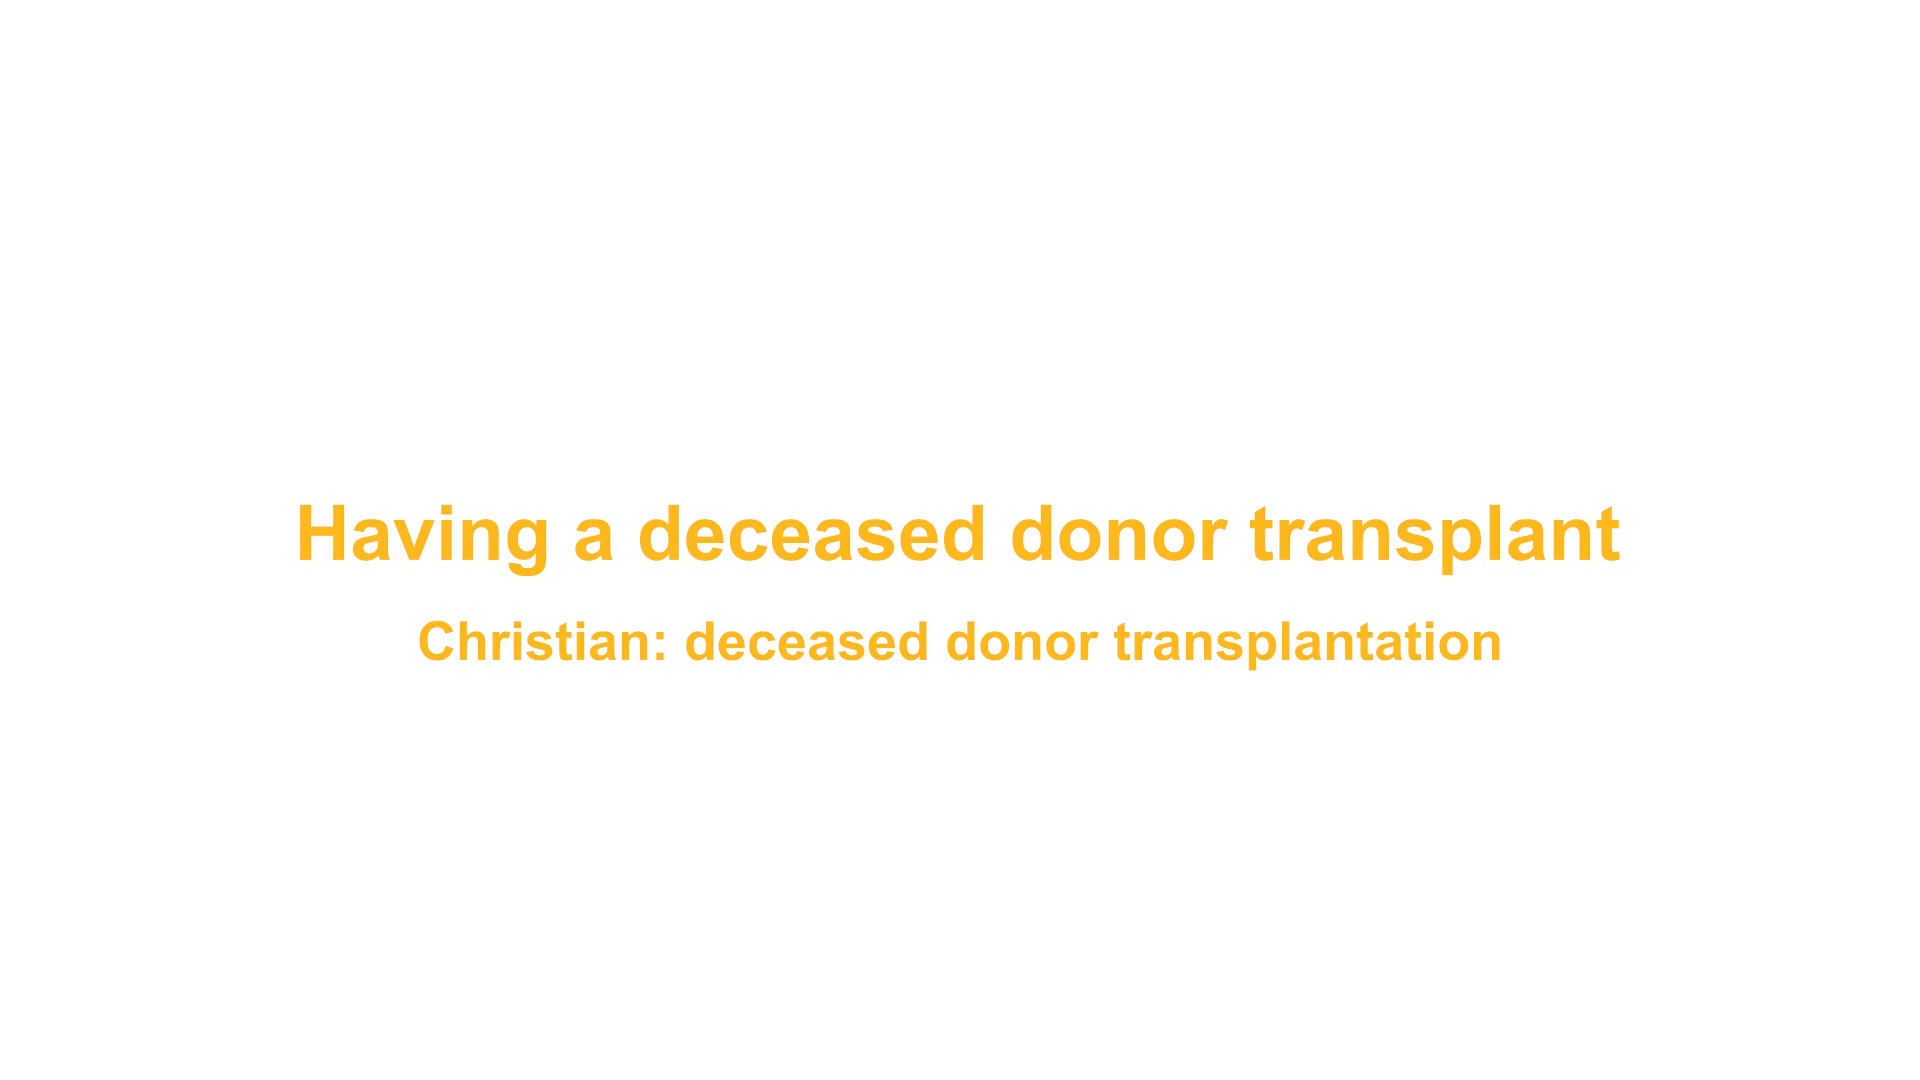 Having a deceased donor transplant
Christian: deceased donor transplantation